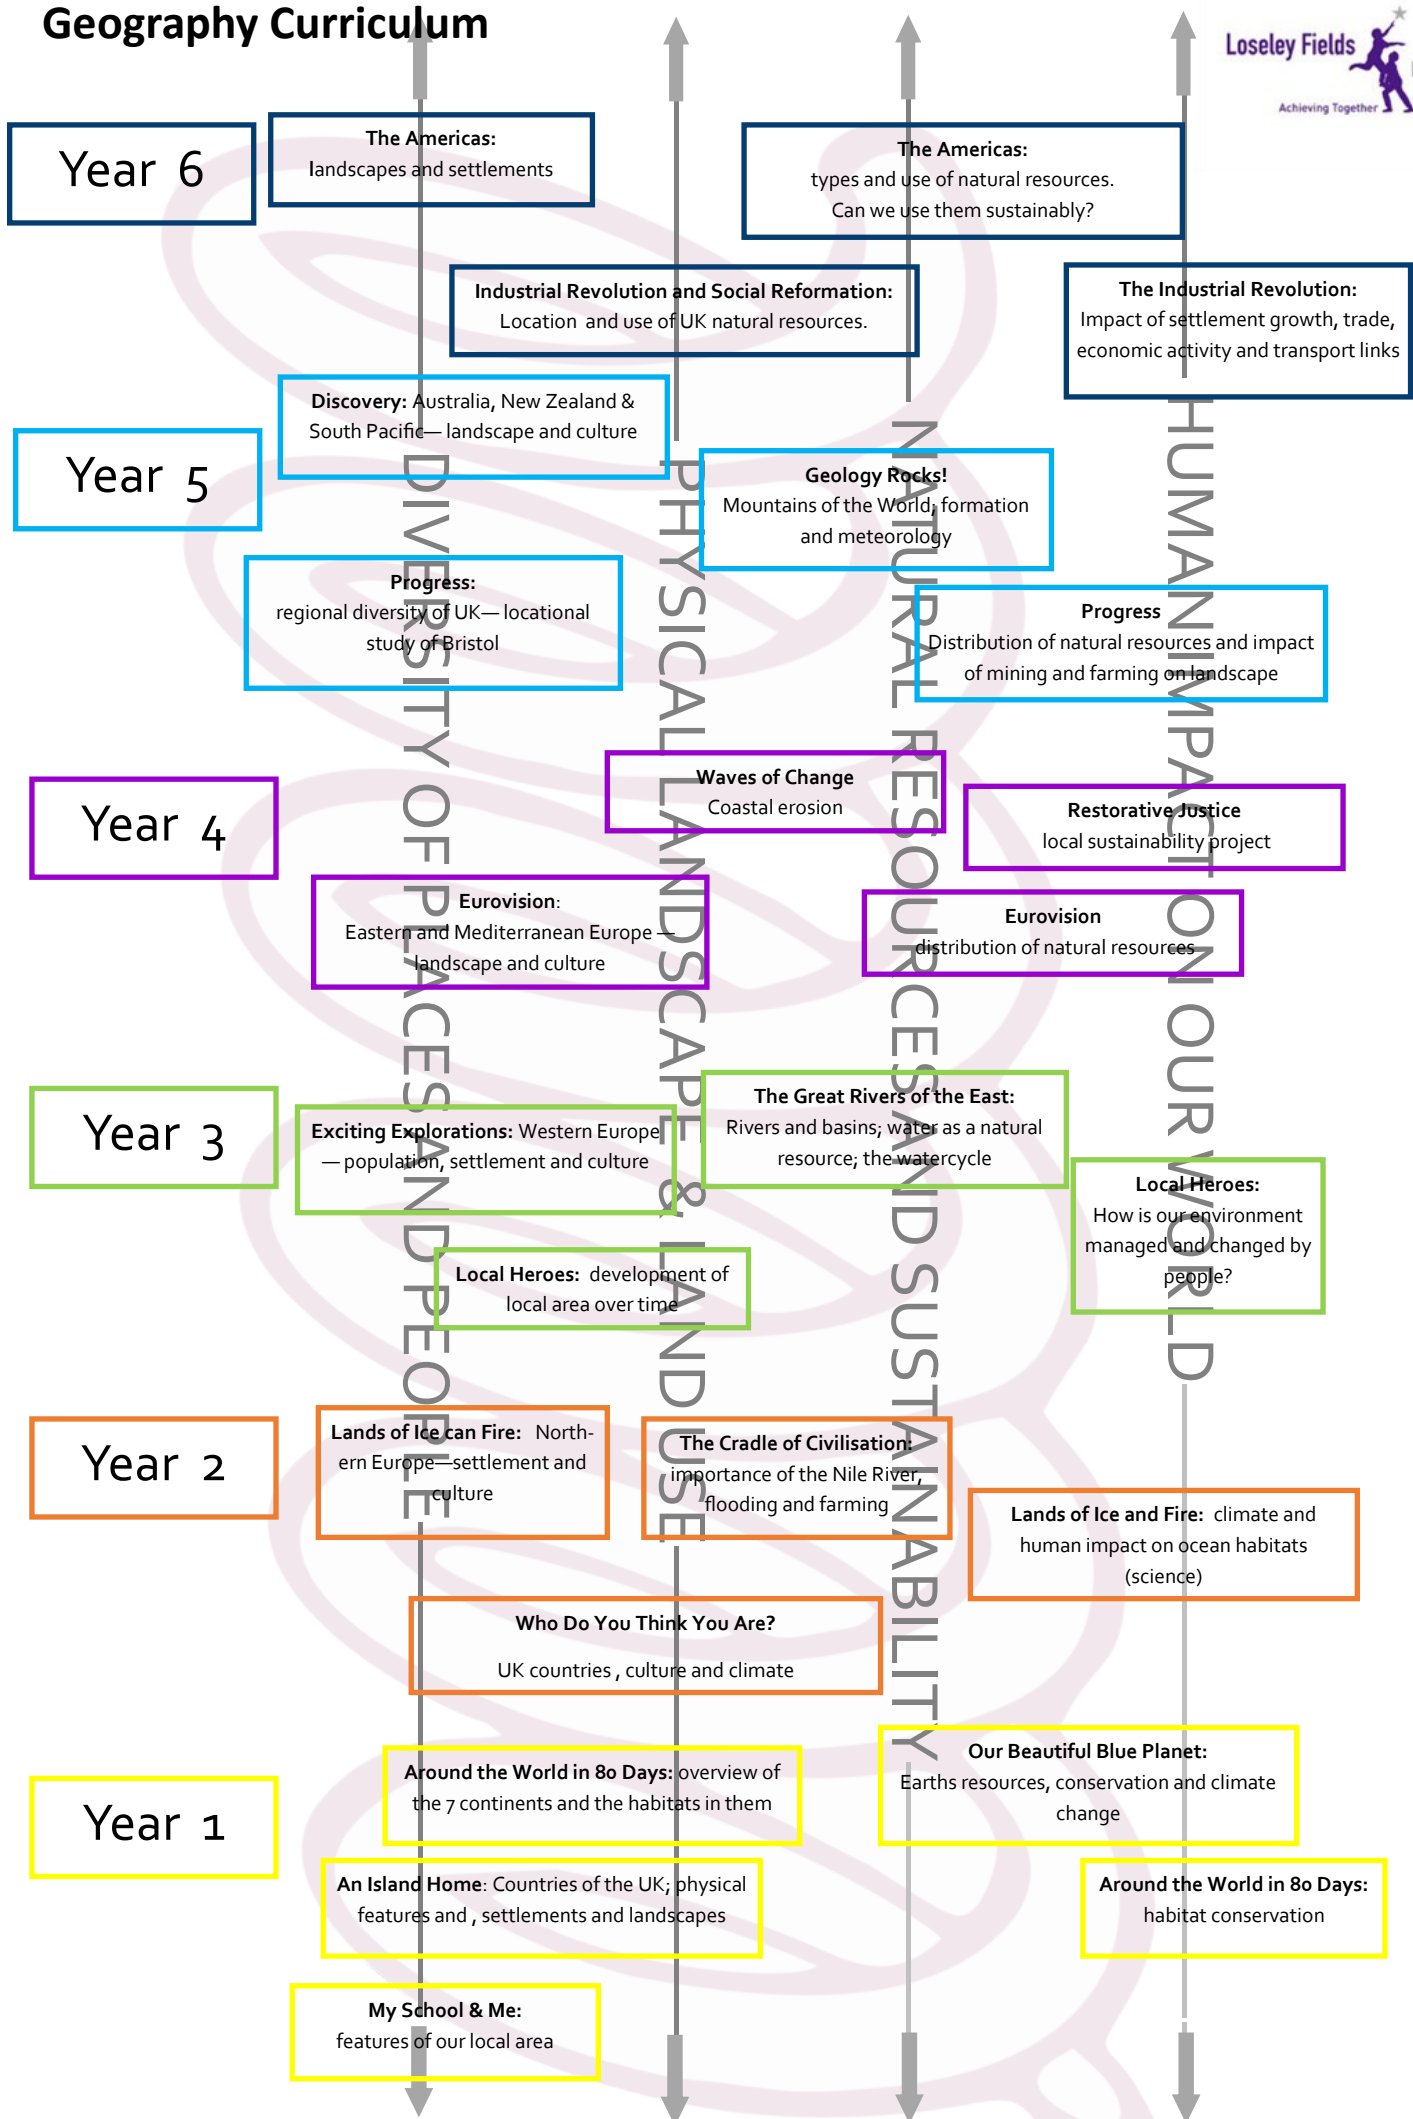 Geography Curriculum
Loseley Fields
Achieving Together
Year 6
The Americas:
landscapes and settlements
The Americas:
types and use of natural resources.
Can we use them sustainably?
Industrial Revolution and Social Reformation:
Location and use of UK natural resources.
The Industrial Revolution:
Impact of settlement growth, trade,
economic activity and transport links
Year 5
Discovery: Australia, New Zealand &
South Pacific— landscape and culture
Geology Rocks!
Mountains of the World; formation
and meteorology
Progress:
regional diversity of UK— locational
study of Bristol
Progress
Distribution of natural resources and impact
of mining and farming on landscape
Year 4
Waves of Change
Coastal erosion
Restorative Justice
local sustainability project
Eurovision:
Eastern and Mediterranean Europe —
landscape and culture
Eurovision
distribution of natural resources
Year 3
Exciting Explorations: Western Europe
— population, settlement and culture
The Great Rivers of the East:
Rivers and basins; water as a natural
resource; the watercycle
Local Heroes:
How is our environment
managed and changed by
people?
Local Heroes: development of
local area over time
Year 2
Lands of Ice can Fire: North-
ern Europe—settlement and
culture
The Cradle of Civilisation:
importance of the Nile River,
flooding and farming
Lands of Ice and Fire: climate and
human impact on ocean habitats
(science)
Who Do You Think You Are?
UK countries , culture and climate
Year 1
Around the World in 80 Days: overview of
the 7 continents and the habitats in them
Our Beautiful Blue Planet:
Earths resources, conservation and climate
change
An Island Home: Countries of the UK; physical
features and , settlements and landscapes
Around the World in 80 Days:
habitat conservation
My School & Me:
features of our local area
DIVERSITY OF PLACES AND PEOPLE
PHYSICAL LANDSCAPE & LAND USE
NATURAL RESOURCES AND SUSTAINABILITY
HUMAN IMPACT ON OUR WORLD